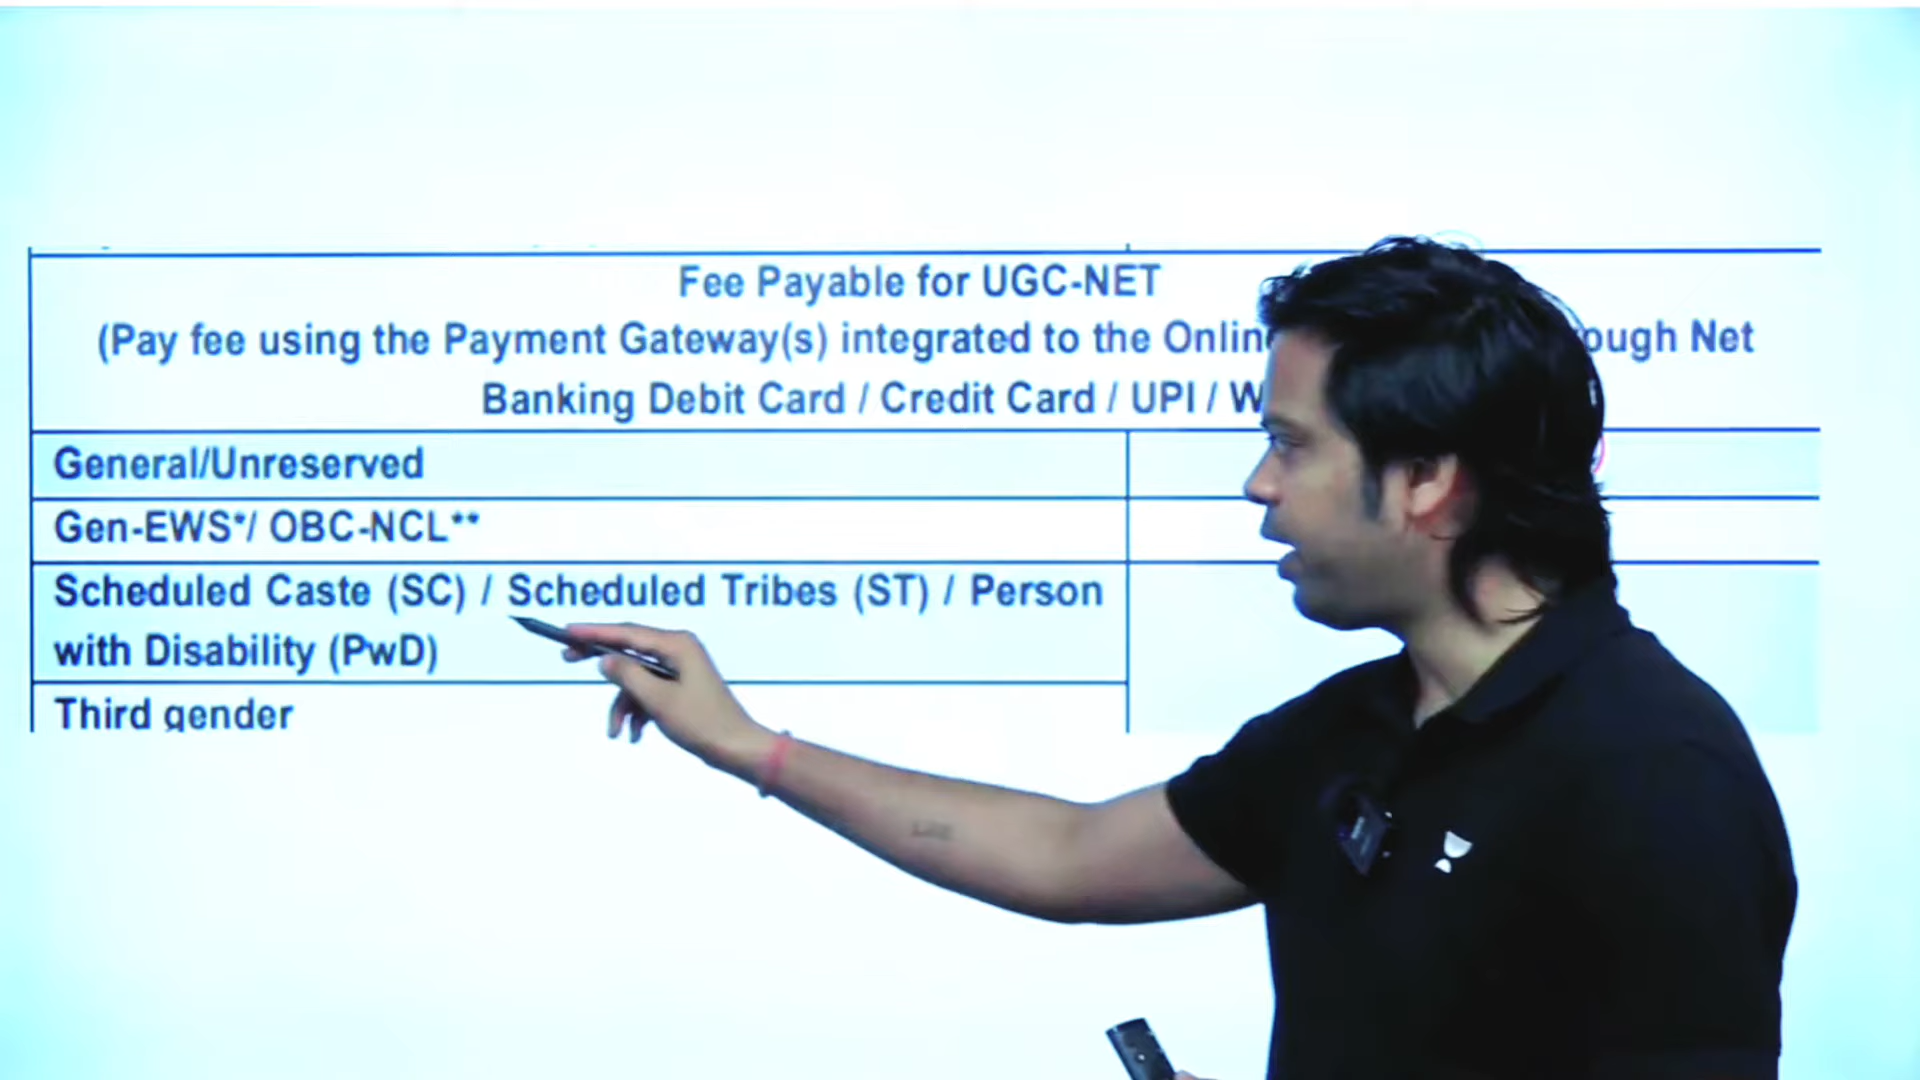 Fee Payable for UGC-NET
(Pay fee using the Payment Gateway(s) integrated to the Online ough Net
Banking Debit Card / Credit Card / UPI / W
General/Unreserved
Gen-EWS*/ OBC-NCL**
Scheduled Caste (SC) / Scheduled Tribes (ST) / Person
with Disability (PwD)
Third gender